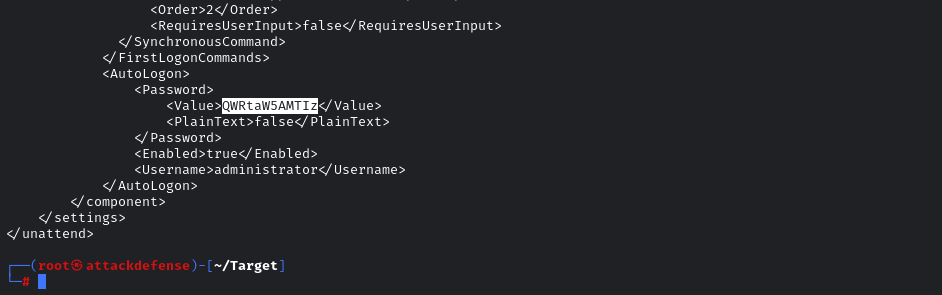 <Order>2</Order>
<RequiresUserInput>false</RequiresUserInput>
</SynchronousCommand>
</FirstLogonCommands>
<AutoLogon>
<Password>
<Value>QWRtaW5AMTIz</Value>
<PlainText>false</PlainText>
</Password>
<Enabled>true</Enabled>
<Username>administrator</Username>
</AutoLogon>
</component>
</settings>
</unattend>
┌──(root㉿attackdefense)-[~/Target]
└─#